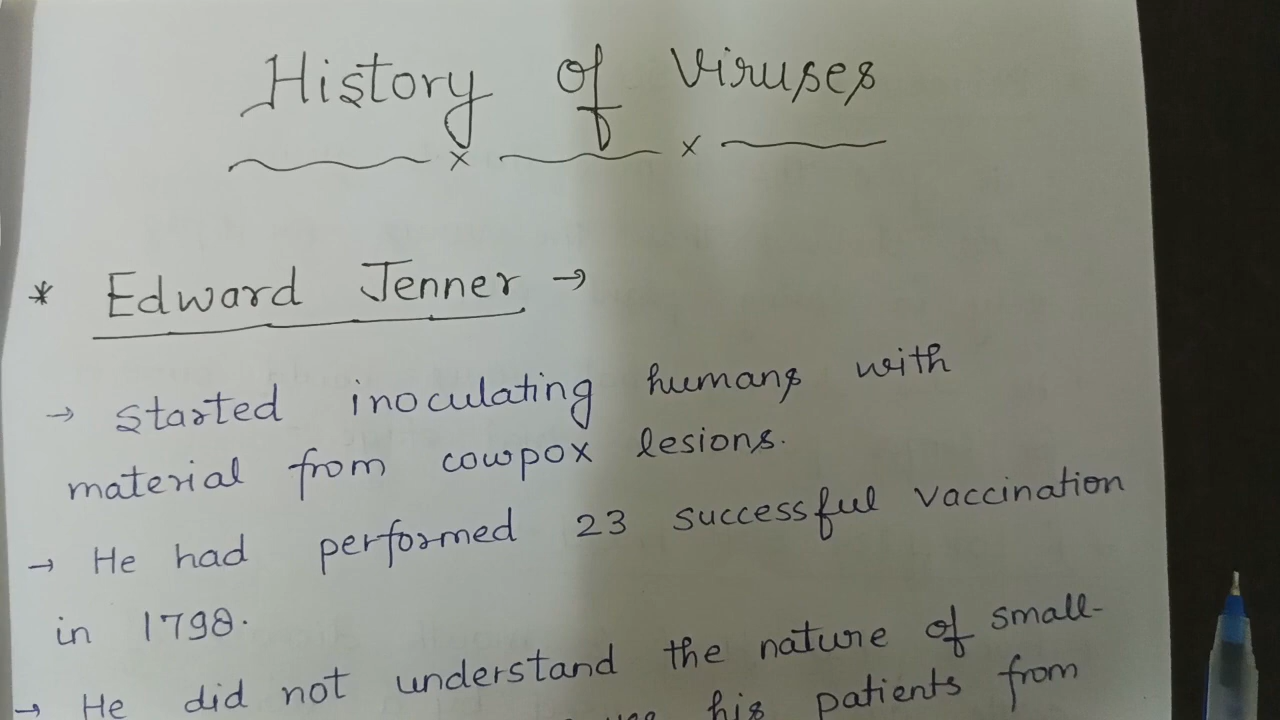 History of Viruses
* Edward Jenner →
→ started inoculating humans with
material from cowpox lesions.
→ He had performed 23 successful vaccination
in 1798.
→ He did not understand the nature of small-
his patients from